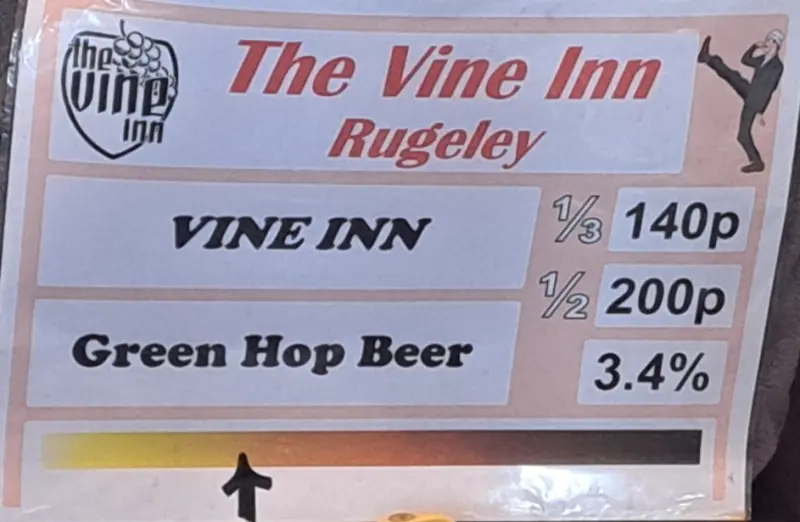 the
vine
inn
The Vine Inn
Rugeley
VINE INN
1/3 140p
1/2 200p
Green Hop Beer
3.4%